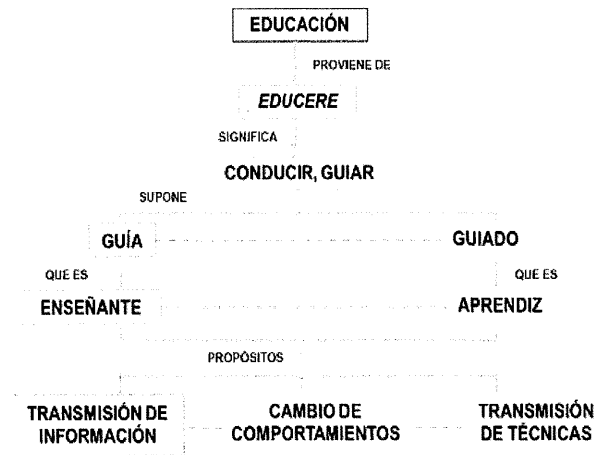 EDUCACIÓN
PROVIENE DE
EDUCERE
SIGNIFICA
CONDUCIR, GUIAR
SUPONE
GUÍA
GUIADO
QUE ES
QUE ES
ENSEÑANTE
APRENDIZ
PROPÓSITOS
TRANSMISIÓN DE
INFORMACIÓN
CAMBIO DE
COMPORTAMIENTOS
TRANSMISIÓN
DE TÉCNICAS